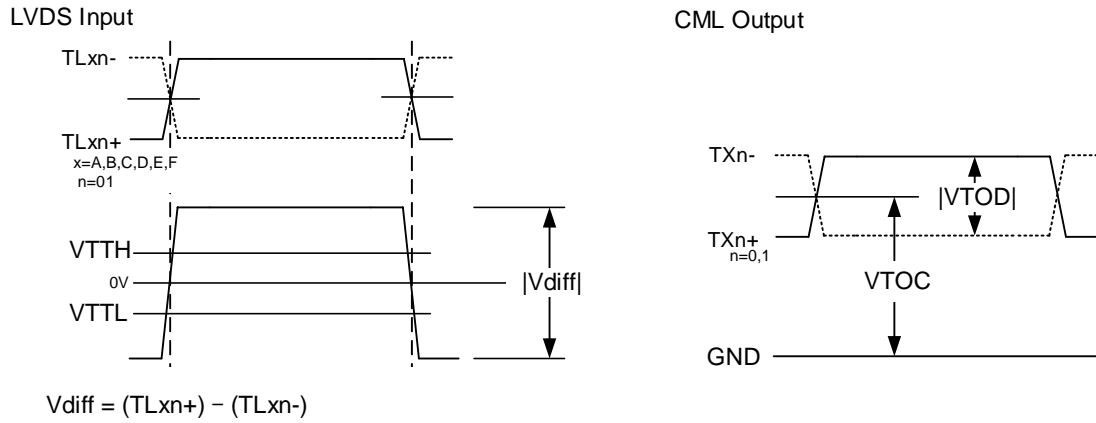 LVDS Input
TLxn-
TLxn+
x=A,B,C,D,E,F
n=01
VTTH
0V
VTTL
|Vdiff|
Vdiff = (TLxn+) − (TLxn-)
CML Output
TXn-
|VTOD|
TXn+
n=0,1
VTOC
GND